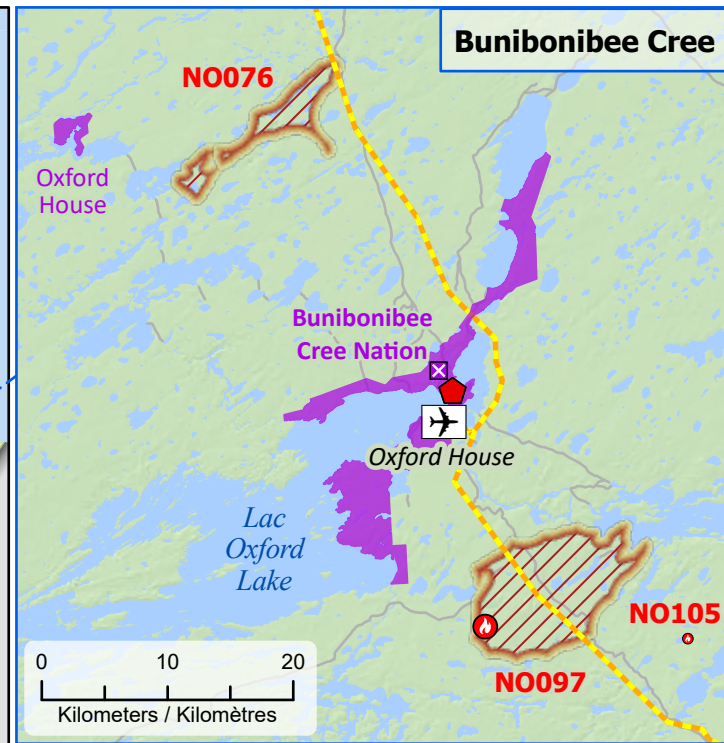 Bunibonibee Cree
NO076
Oxford
House
Bunibonibee
Cree Nation
Oxford House
Lac
Oxford
Lake
NO105
NO097
0 10 20
Kilometers / Kilomètres